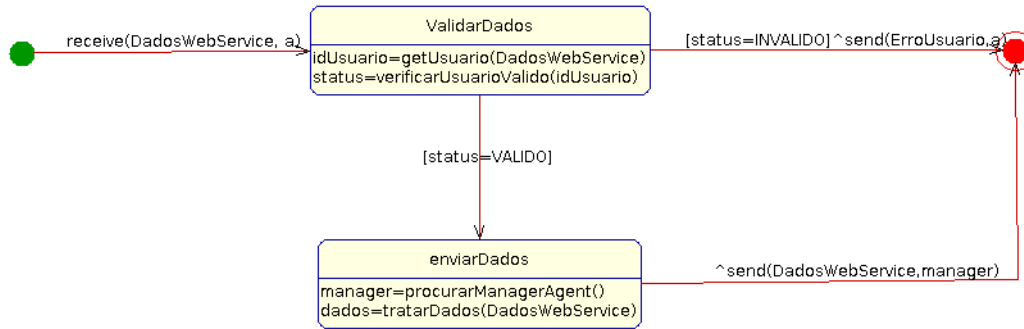 ValidarDados
receive(DadosWebService, a)
idUsuario=getUsuario(DadosWebService)
status=verificarUsuarioValido(idUsuario)
[status=INVALIDO]^send(ErroUsuario,a)
[status=VALIDO]
enviarDados
manager=procurarManagerAgent()
dados=tratarDados(DadosWebService)
^send(DadosWebService,manager)